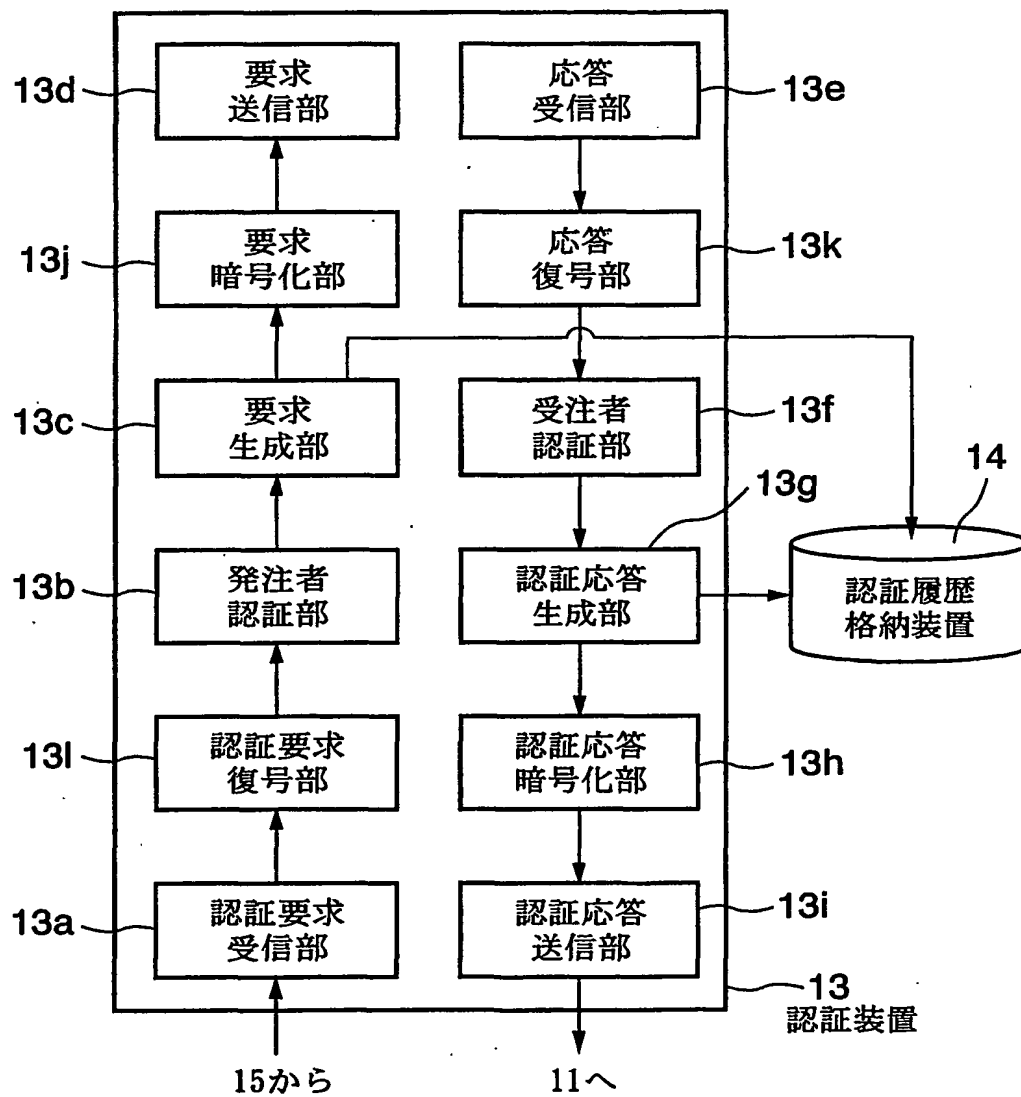 13d
要求
送信部
応答
受信部
13e
13j
要求
暗号化部
応答
復号部
13k
13c
要求
生成部
受注者
認証部
13f
13g
14
13b
発注者
認証部
認証応答
生成部
認証履歴
格納装置
13l
認証要求
復号部
認証応答
暗号化部
13h
13a
認証要求
受信部
認証応答
送信部
13i
13
認証装置
15から
11へ